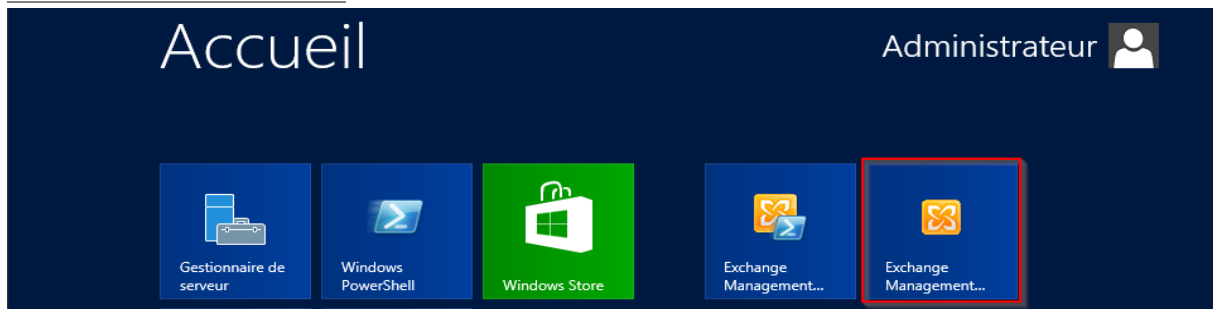 Accueil
Administrateur
Gestionnaire de
serveur
Windows
PowerShell
Windows Store
Exchange
Management...
Exchange
Management...